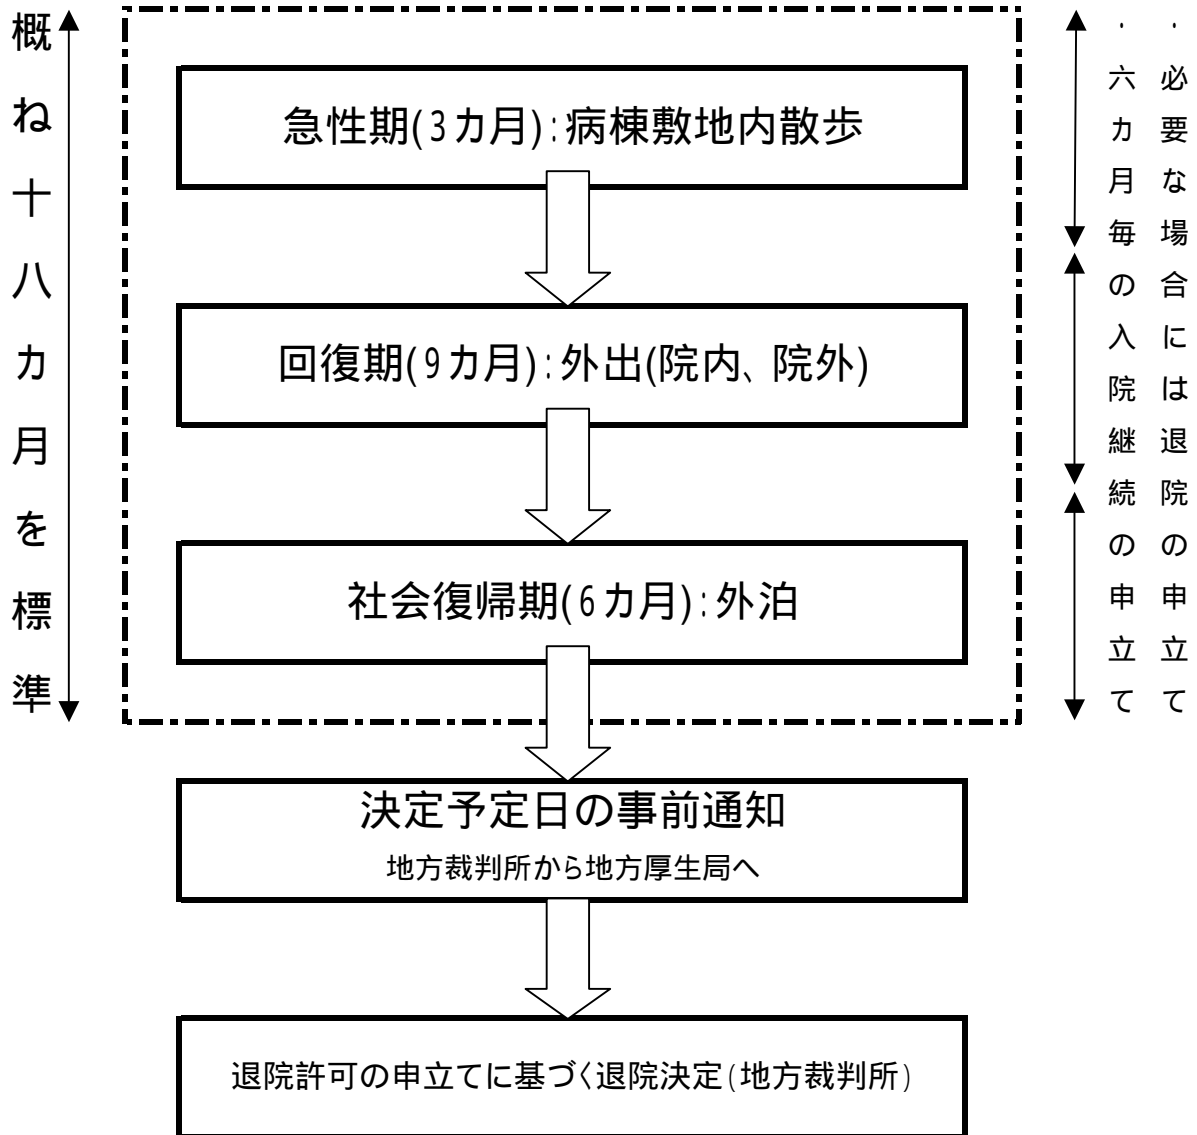 概ね十八カ月を標準
急性期(3カ月):病棟敷地内散歩
回復期(9カ月):外出(院内、院外)
社会復帰期(6カ月):外泊
決定予定日の事前通知
地方裁判所から地方厚生局へ
退院許可の申立てに基づく退院決定(地方裁判所)
・必要な場合には退院の申立て
・六カ月毎の入院継続の申立て